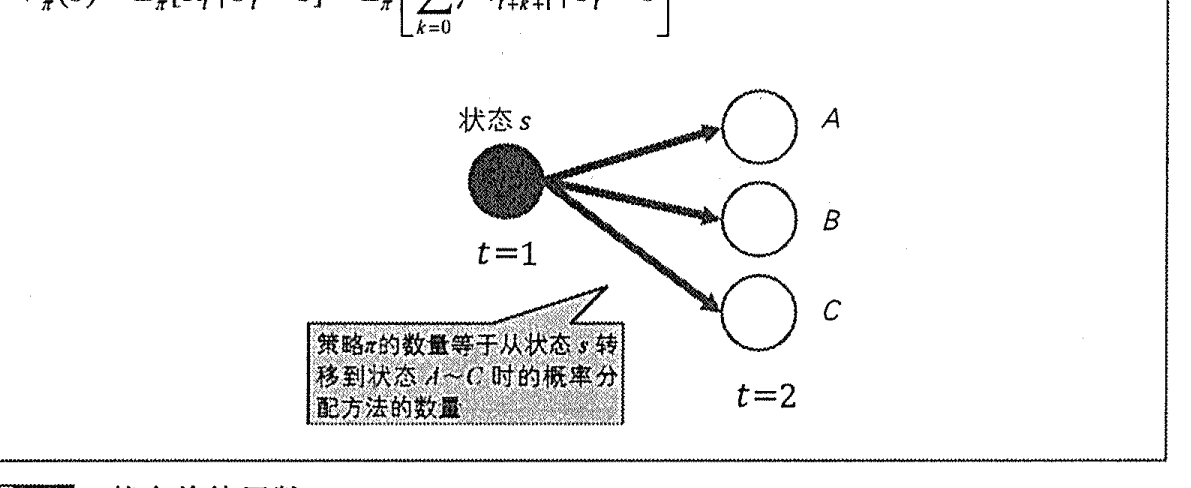 状态 s
A
B
t=1
C
策略π的数量等于从状态 s 转
移到状态 A~C 时的概率分
配方法的数量
t=2